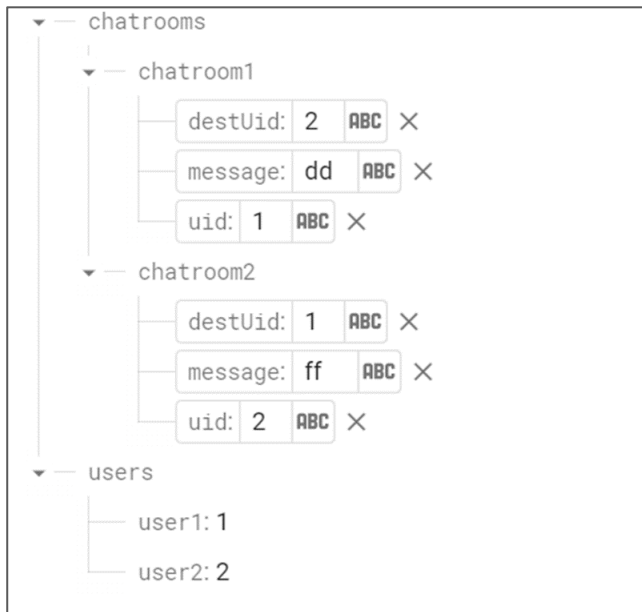 chatrooms
chatroom1
destUid: 2 ABC
message: dd ABC
uid: 1 ABC
chatroom2
destUid: 1 ABC
message: ff ABC
uid: 2 ABC
users
user1: 1
user2: 2